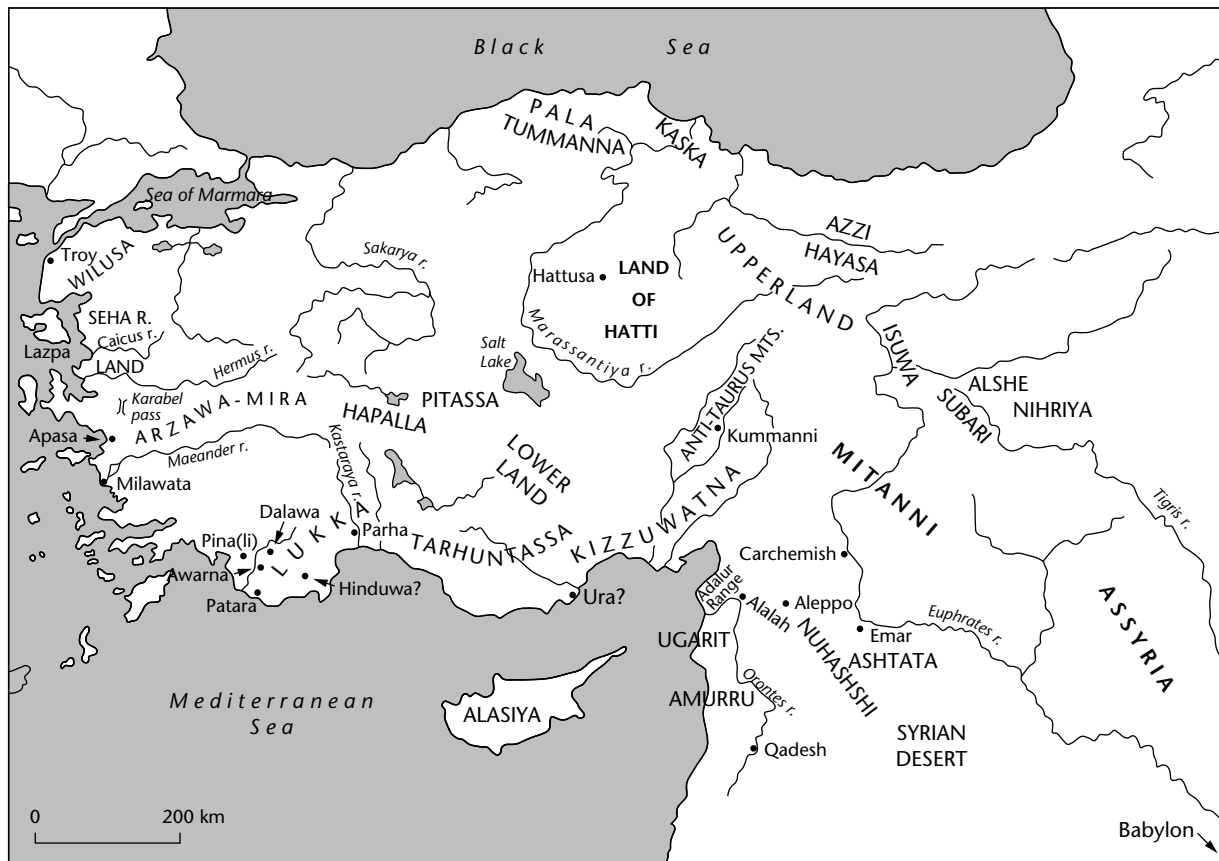 Black Sea
PALA
TUMMANNA
KASKA
Sea of Marmara
Troy
WILUSA
Sakarya r.
AZZI
HAYASA
UPPERLAND
Hattusa
LAND
OF
HATTI
Marassantiya r.
SEHA R.
Caicus r.
LAND
Lazpa
Hermus r.
Salt
Lake
ISUWA
ALSHE
NIHRIYA
SUBARI
Karabel
pass
ARZAWA-MIRA
HAPALLA
PITASSA
ANTI-TAURUS MTS.
Kummanni
Apasa
Maeander r.
Kastaraya r.
LOWER
LAND
MITANNI
Tigris r.
Milawata
Dalawa
LUKKA
Parha
TARHUNTASSA
KIZZUWATNA
Pina(li)
Awarna
Patara
Hinduwa?
Ura?
Carchemish
Adalur
Range
Alalah
Aleppo
Emar
Euphrates r.
ASSYRIA
UGARIT
NUHASHSHI
ASHTATA
Mediterranean
Sea
ALASIYA
AMURRU
Orontes r.
Qadesh
SYRIAN
DESERT
0 200 km
Babylon